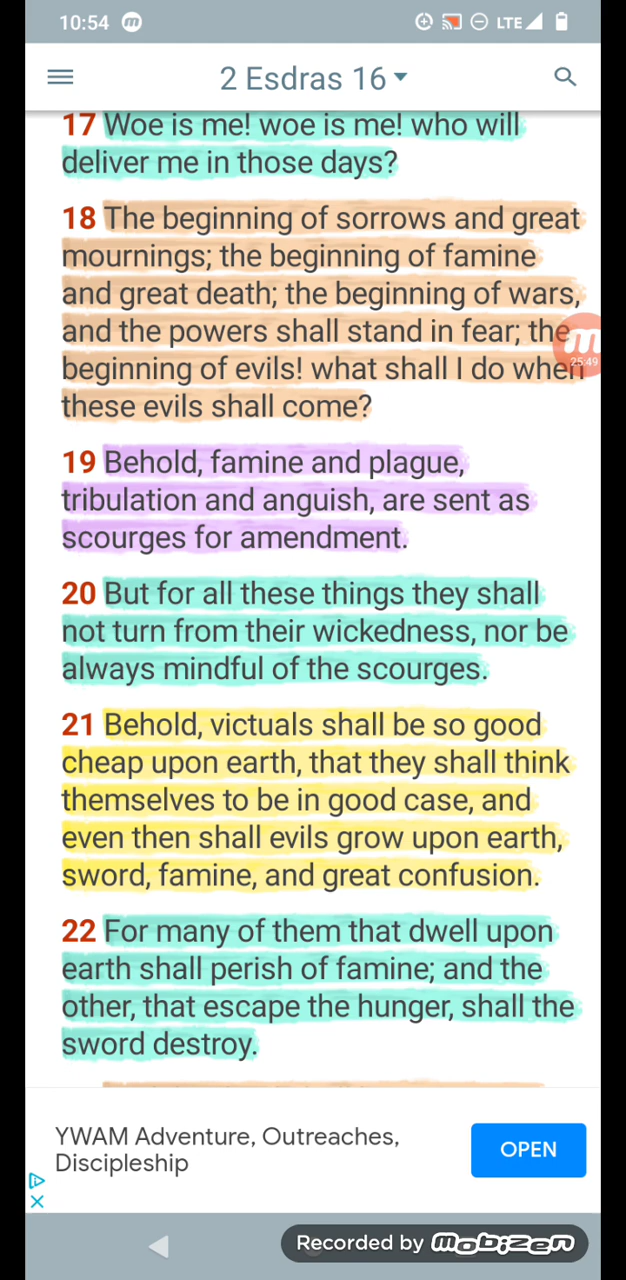 10:54 m LTE
2 Esdras 16
17 Woe is me! woe is me! who will
deliver me in those days?
18 The beginning of sorrows and great
mournings; the beginning of famine
and great death; the beginning of wars,
and the powers shall stand in fear; the
beginning of evils! what shall I do when
these evils shall come?
m
25:49
19 Behold, famine and plague,
tribulation and anguish, are sent as
scourges for amendment.
20 But for all these things they shall
not turn from their wickedness, nor be
always mindful of the scourges.
21 Behold, victuals shall be so good
cheap upon earth, that they shall think
themselves to be in good case, and
even then shall evils grow upon earth,
sword, famine, and great confusion.
22 For many of them that dwell upon
earth shall perish of famine; and the
other, that escape the hunger, shall the
sword destroy.
YWAM Adventure, Outreaches,
Discipleship
OPEN
Recorded by mobizen